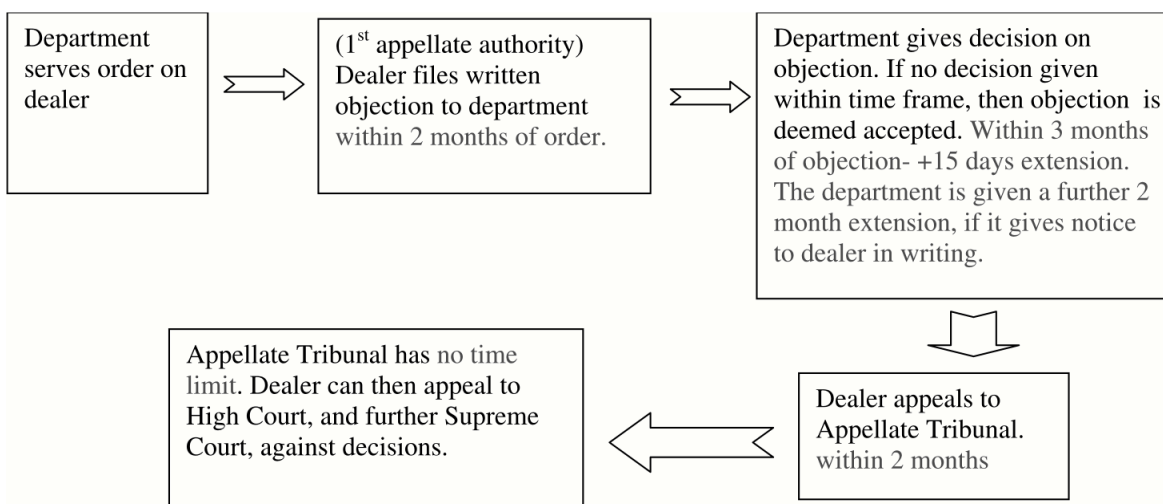 Department
serves order on
dealer
(1st appellate authority)
Dealer files written
objection to department
within 2 months of order.
Department gives decision on
objection. If no decision given
within time frame, then objection is
deemed accepted. Within 3 months
of objection- +15 days extension.
The department is given a further 2
month extension, if it gives notice
to dealer in writing.
Dealer appeals to
Appellate Tribunal.
within 2 months
Appellate Tribunal has no time
limit. Dealer can then appeal to
High Court, and further Supreme
Court, against decisions.